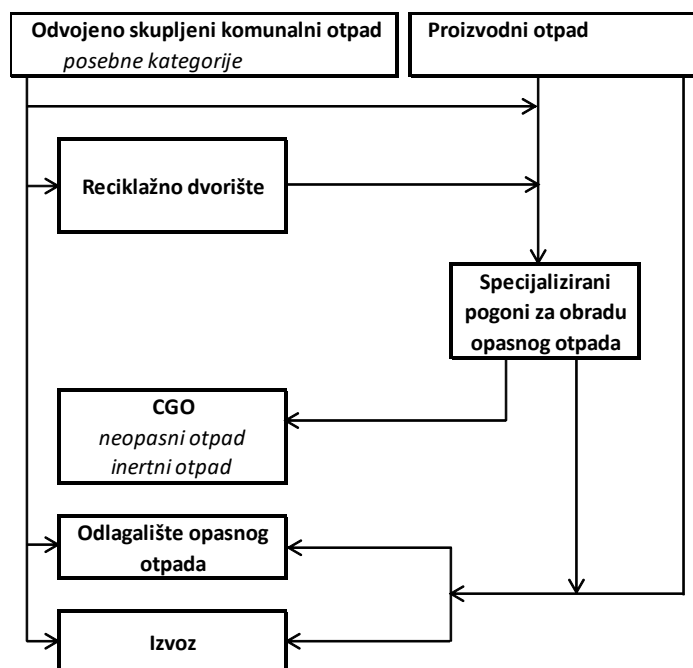 Odvojeno skupljeni komunalni otpad
posebne kategorije
Proizvodni otpad
Reciklažno dvorište
Specijalizirani
pogoni za obradu
opasnog otpada
CGO
neopasni otpad
inertni otpad
Odlagalište opasnog
otpada
Izvoz